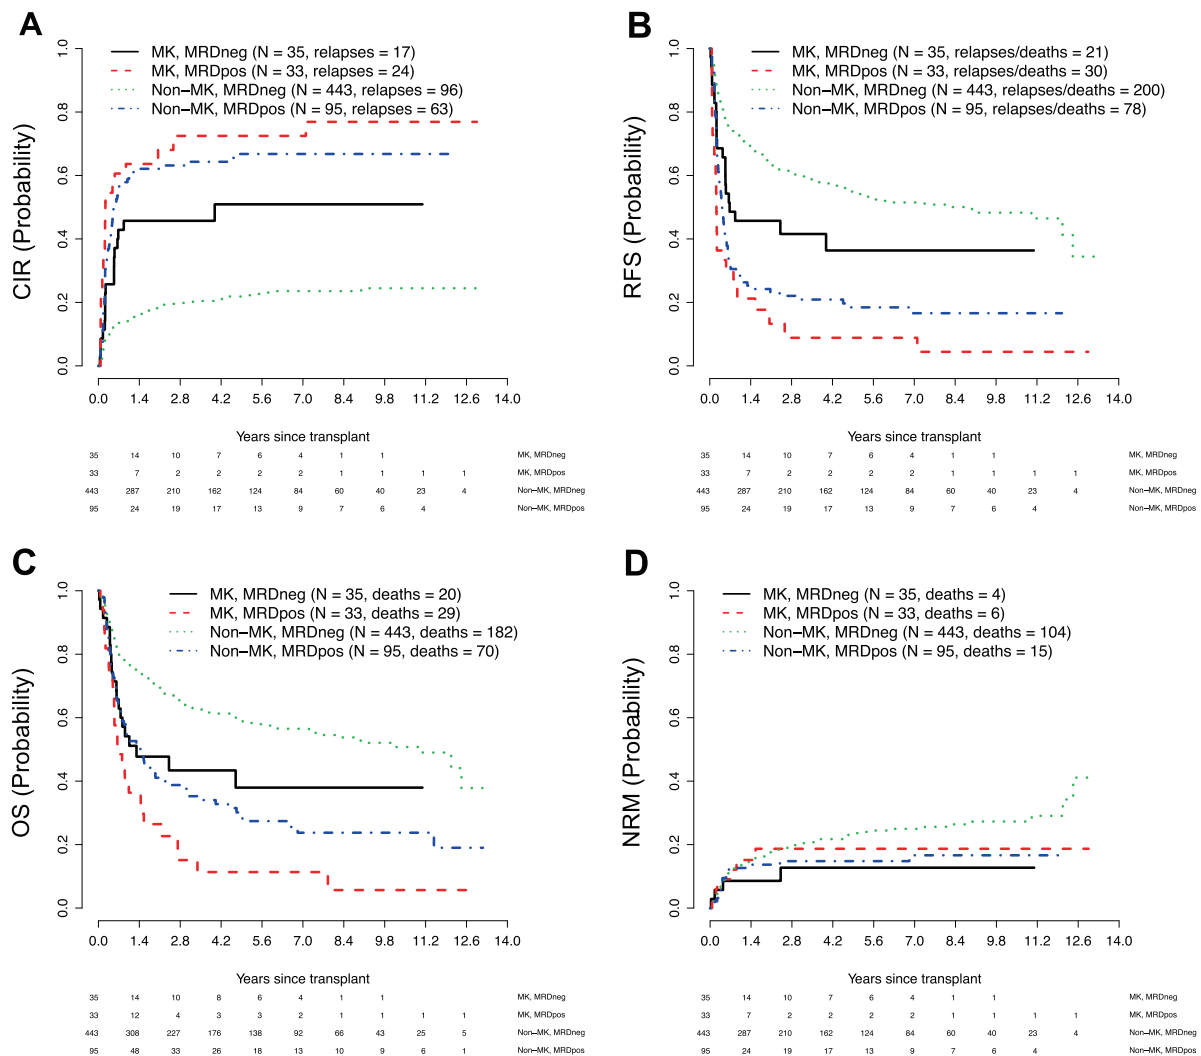 A
CIR (Probability)
1.0
0.8
0.6
0.4
0.2
0.0
MK, MRDneg (N = 35, relapses = 17)
MK, MRDpos (N = 33, relapses = 24)
Non−MK, MRDneg (N = 443, relapses = 96)
Non−MK, MRDpos (N = 95, relapses = 63)
0.0 1.4 2.8 4.2 5.6 7.0 8.4 9.8 11.2 12.6 14.0
Years since transplant
35 14 10 7 6 4 1 1 MK, MRDneg
33 7 2 2 2 2 1 1 1 1 MK, MRDpos
443 287 210 162 124 84 60 40 23 4 Non−MK, MRDneg
95 24 19 17 13 9 7 6 4 Non−MK, MRDpos
B
RFS (Probability)
1.0
0.8
0.6
0.4
0.2
0.0
MK, MRDneg (N = 35, relapses/deaths = 21)
MK, MRDpos (N = 33, relapses/deaths = 30)
Non−MK, MRDneg (N = 443, relapses/deaths = 200)
Non−MK, MRDpos (N = 95, relapses/deaths = 78)
0.0 1.4 2.8 4.2 5.6 7.0 8.4 9.8 11.2 12.6 14.0
Years since transplant
35 14 10 7 6 4 1 1 MK, MRDneg
33 7 2 2 2 2 1 1 1 1 MK, MRDpos
443 287 210 162 124 84 60 40 23 4 Non−MK, MRDneg
95 24 19 17 13 9 7 6 4 Non−MK, MRDpos
C
OS (Probability)
1.0
0.8
0.6
0.4
0.2
0.0
MK, MRDneg (N = 35, deaths = 20)
MK, MRDpos (N = 33, deaths = 29)
Non−MK, MRDneg (N = 443, deaths = 182)
Non−MK, MRDpos (N = 95, deaths = 70)
0.0 1.4 2.8 4.2 5.6 7.0 8.4 9.8 11.2 12.6 14.0
Years since transplant
35 14 10 8 6 4 1 1 MK, MRDneg
33 12 4 3 3 2 1 1 1 1 MK, MRDpos
443 308 227 176 138 92 66 43 25 5 Non−MK, MRDneg
95 48 33 26 18 13 10 9 6 1 Non−MK, MRDpos
D
NRM (Probability)
1.0
0.8
0.6
0.4
0.2
0.0
MK, MRDneg (N = 35, deaths = 4)
MK, MRDpos (N = 33, deaths = 6)
Non−MK, MRDneg (N = 443, deaths = 104)
Non−MK, MRDpos (N = 95, deaths = 15)
0.0 1.4 2.8 4.2 5.6 7.0 8.4 9.8 11.2 12.6 14.0
Years since transplant
35 14 10 7 6 4 1 1 MK, MRDneg
33 7 2 2 2 2 1 1 1 1 MK, MRDpos
443 287 210 162 124 84 60 40 23 4 Non−MK, MRDneg
95 24 19 17 13 9 7 6 4 Non−MK, MRDpos